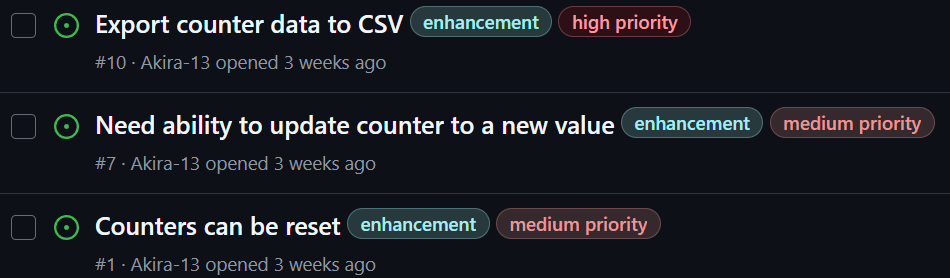 Export counter data to CSV enhancement high priority
#10 · Akira-13 opened 3 weeks ago
Need ability to update counter to a new value enhancement medium priority
#7 · Akira-13 opened 3 weeks ago
Counters can be reset enhancement medium priority
#1 · Akira-13 opened 3 weeks ago